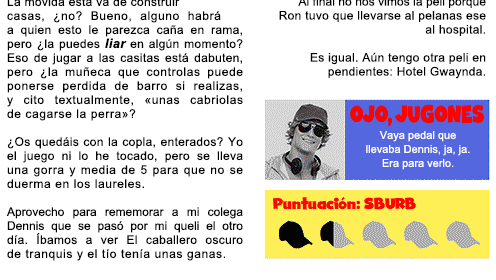 La movida está va de construir
casas, ¿no? Bueno, alguno habrá
a quien esto le parezca caña en rama,
pero ¿la puedes liar en algún momento?
Eso de jugar a las casitas está dabuten,
pero ¿la muñeca que controlas puede
ponerse perdida de barro si realizas,
y cito textualmente, «unas cabriolas
de cagarse la perra»?
¿Os quedáis con la copla, enterados? Yo
el juego ni lo he tocado, pero se lleva
una gorra y media de 5 para que no se
duerma en los laureles.
Aprovecho para rememorar a mi colega
Dennis que se pasó por mi queli el otro
día. Íbamos a ver El caballero oscuro
de tranquis y el tío tenía unas ganas.
Al final no nos vimos la peli porque
Ron tuvo que llevarse al pelanas ese
al hospital.
Es igual. Aún tengo otra peli en
pendientes: Hotel Gwaynda.
OJO, JUGONES
Vaya pedal que
llevaba Dennis, ja, ja.
Era para verlo.
Puntuación: SBURB